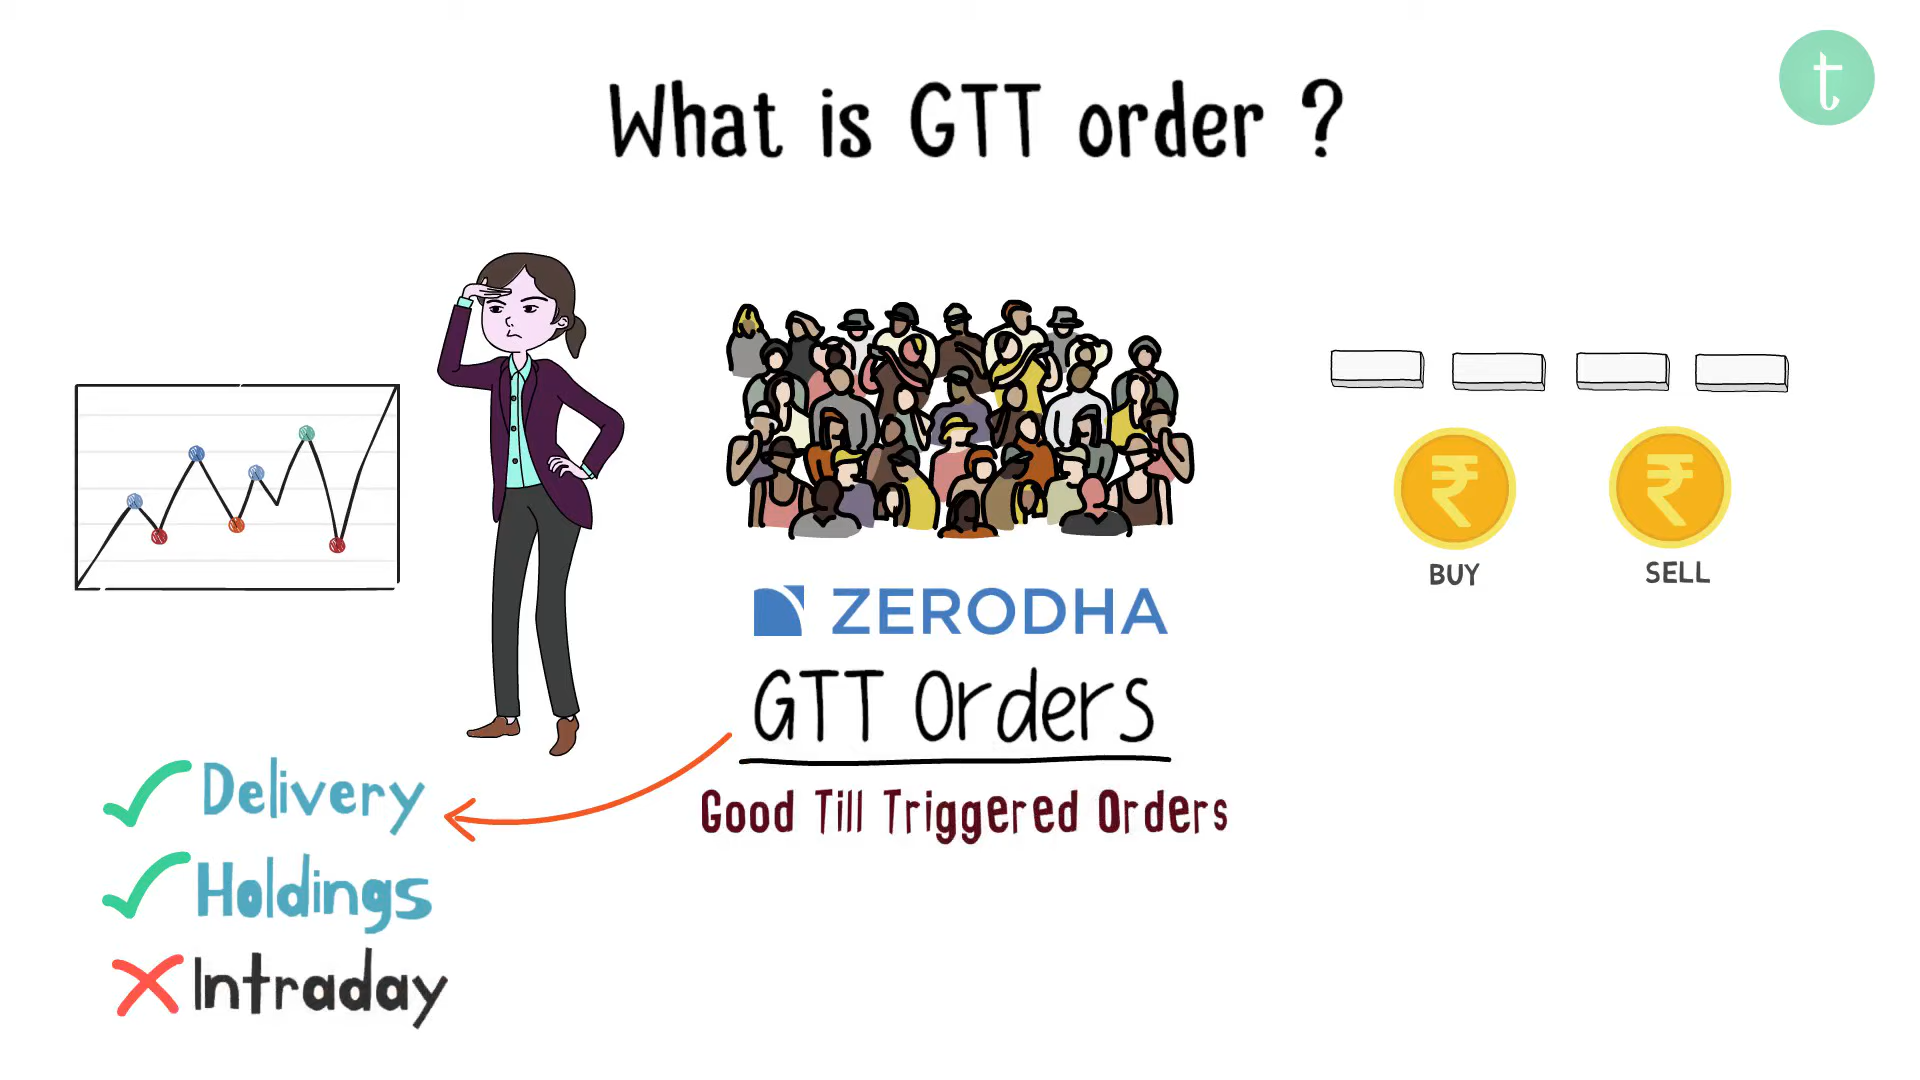 What is GTT order ?
t
ZERODHA
GTT Orders
Good Till Triggered Orders
Delivery
Holdings
Intraday
₹ ₹
BUY SELL